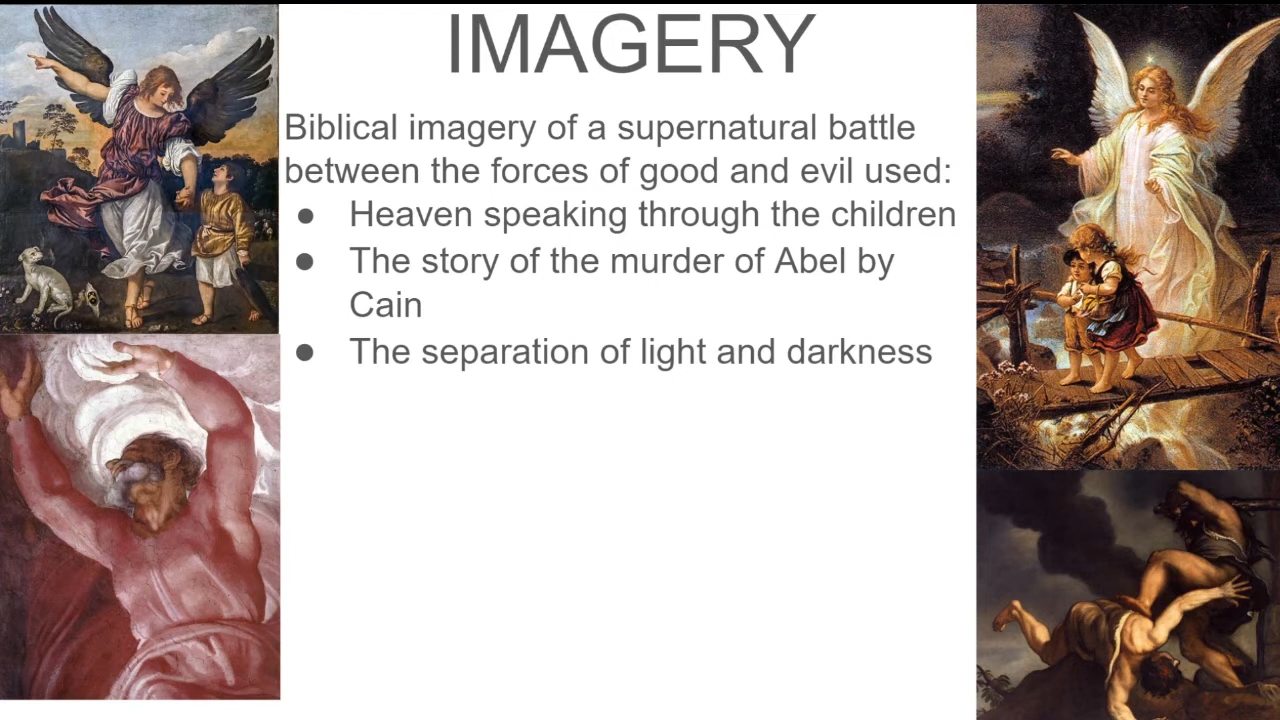 IMAGERY
Biblical imagery of a supernatural battle
between the forces of good and evil used:
● Heaven speaking through the children
● The story of the murder of Abel by
Cain
● The separation of light and darkness